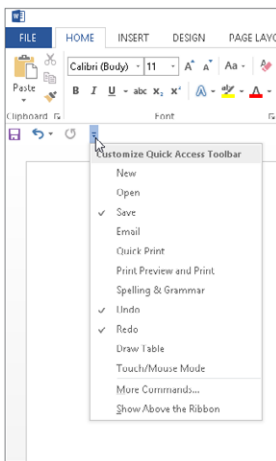 FILE HOME INSERT DESIGN PAGE LAYO
Calibri (Body) 11 A A Aa
Paste B I U abc x₂ x² A ab A
Clipboard Font
Customize Quick Access Toolbar
New
Open
Save
Email
Quick Print
Print Preview and Print
Spelling & Grammar
Undo
Redo
Draw Table
Touch/Mouse Mode
More Commands...
Show Above the Ribbon